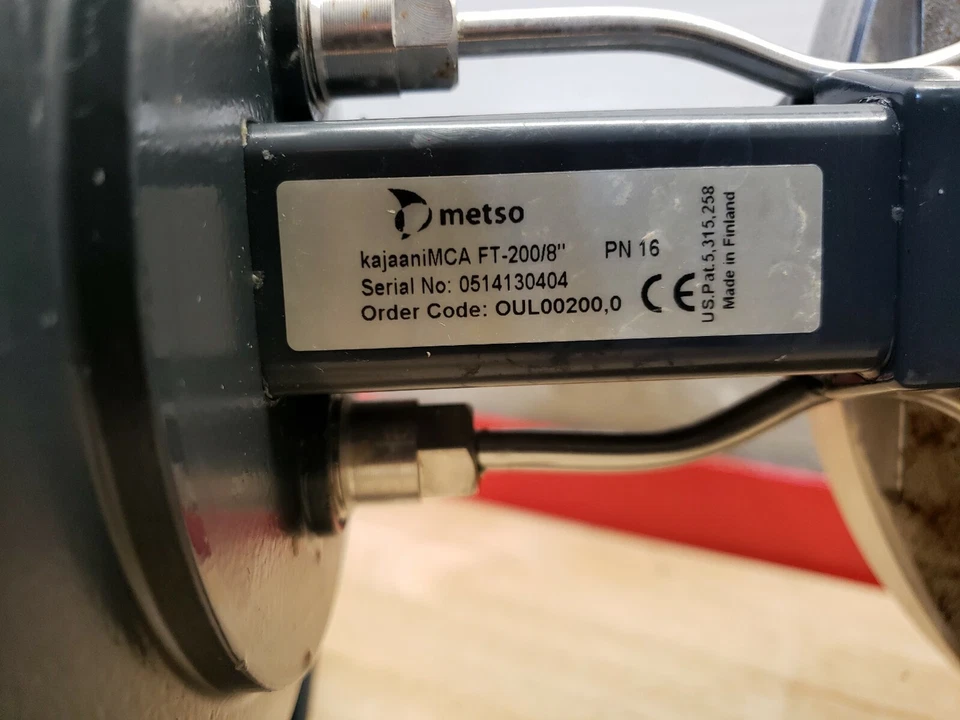 metso
kajaaniMCA FT-200/8" PN 16
Serial No: 0514130404
Order Code: OUL00200,0
CE
US.Pat.5,315,258
Made in Finland